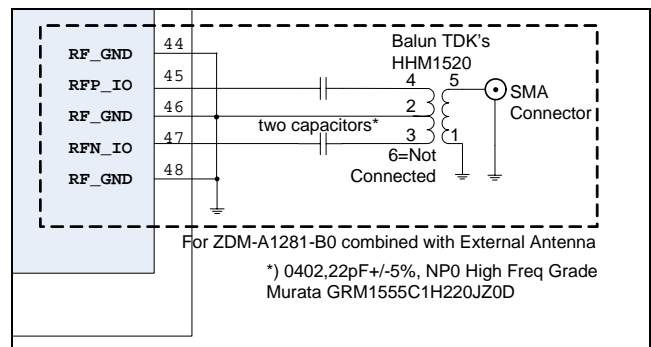 RF_GND 44
RFP_IO 45
RF_GND 46
RFN_IO 47
RF_GND 48
Balun TDK's
HHM1520
4 5
2
3 1
6=Not
Connected
two capacitors*
SMA
Connector
For ZDM-A1281-B0 combined with External Antenna
*) 0402,22pF+/-5%, NP0 High Freq Grade
Murata GRM1555C1H220JZ0D